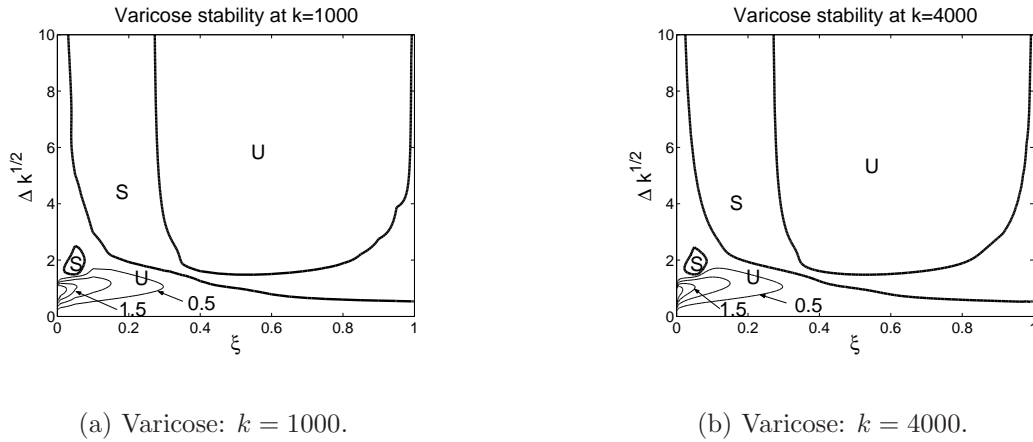 Varicose stability at k=1000
10
8
6
4
2
0
0
0.2
0.4
0.6
0.8
1
Δ k^{1/2}
ξ
U
S
S
U
1.5
0.5
(a) Varicose: k = 1000.
Varicose stability at k=4000
10
8
6
4
2
0
0
0.2
0.4
0.6
0.8
1
Δ k^{1/2}
ξ
U
S
S
U
1.5
0.5
(b) Varicose: k = 4000.